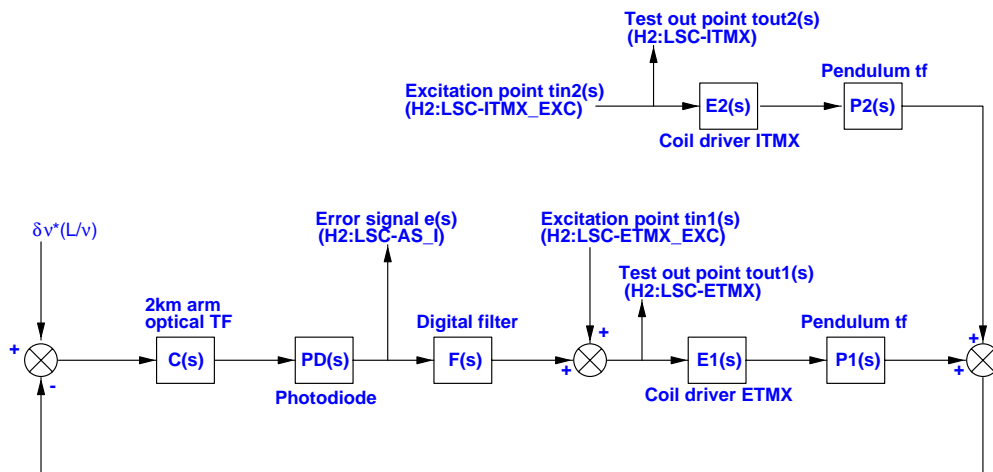 Test out point tout2(s)
(H2:LSC-ITMX)
Pendulum tf
Excitation point tin2(s)
(H2:LSC-ITMX_EXC)
E2(s)
P2(s)
Coil driver ITMX
δν*(L/ν)
Error signal e(s)
(H2:LSC-AS_I)
Excitation point tin1(s)
(H2:LSC-ETMX_EXC)
Test out point tout1(s)
(H2:LSC-ETMX)
2km arm
optical TF
Digital filter
Pendulum tf
+
-
C(s)
PD(s)
F(s)
+
+
E1(s)
P1(s)
+
+
Photodiode
Coil driver ETMX